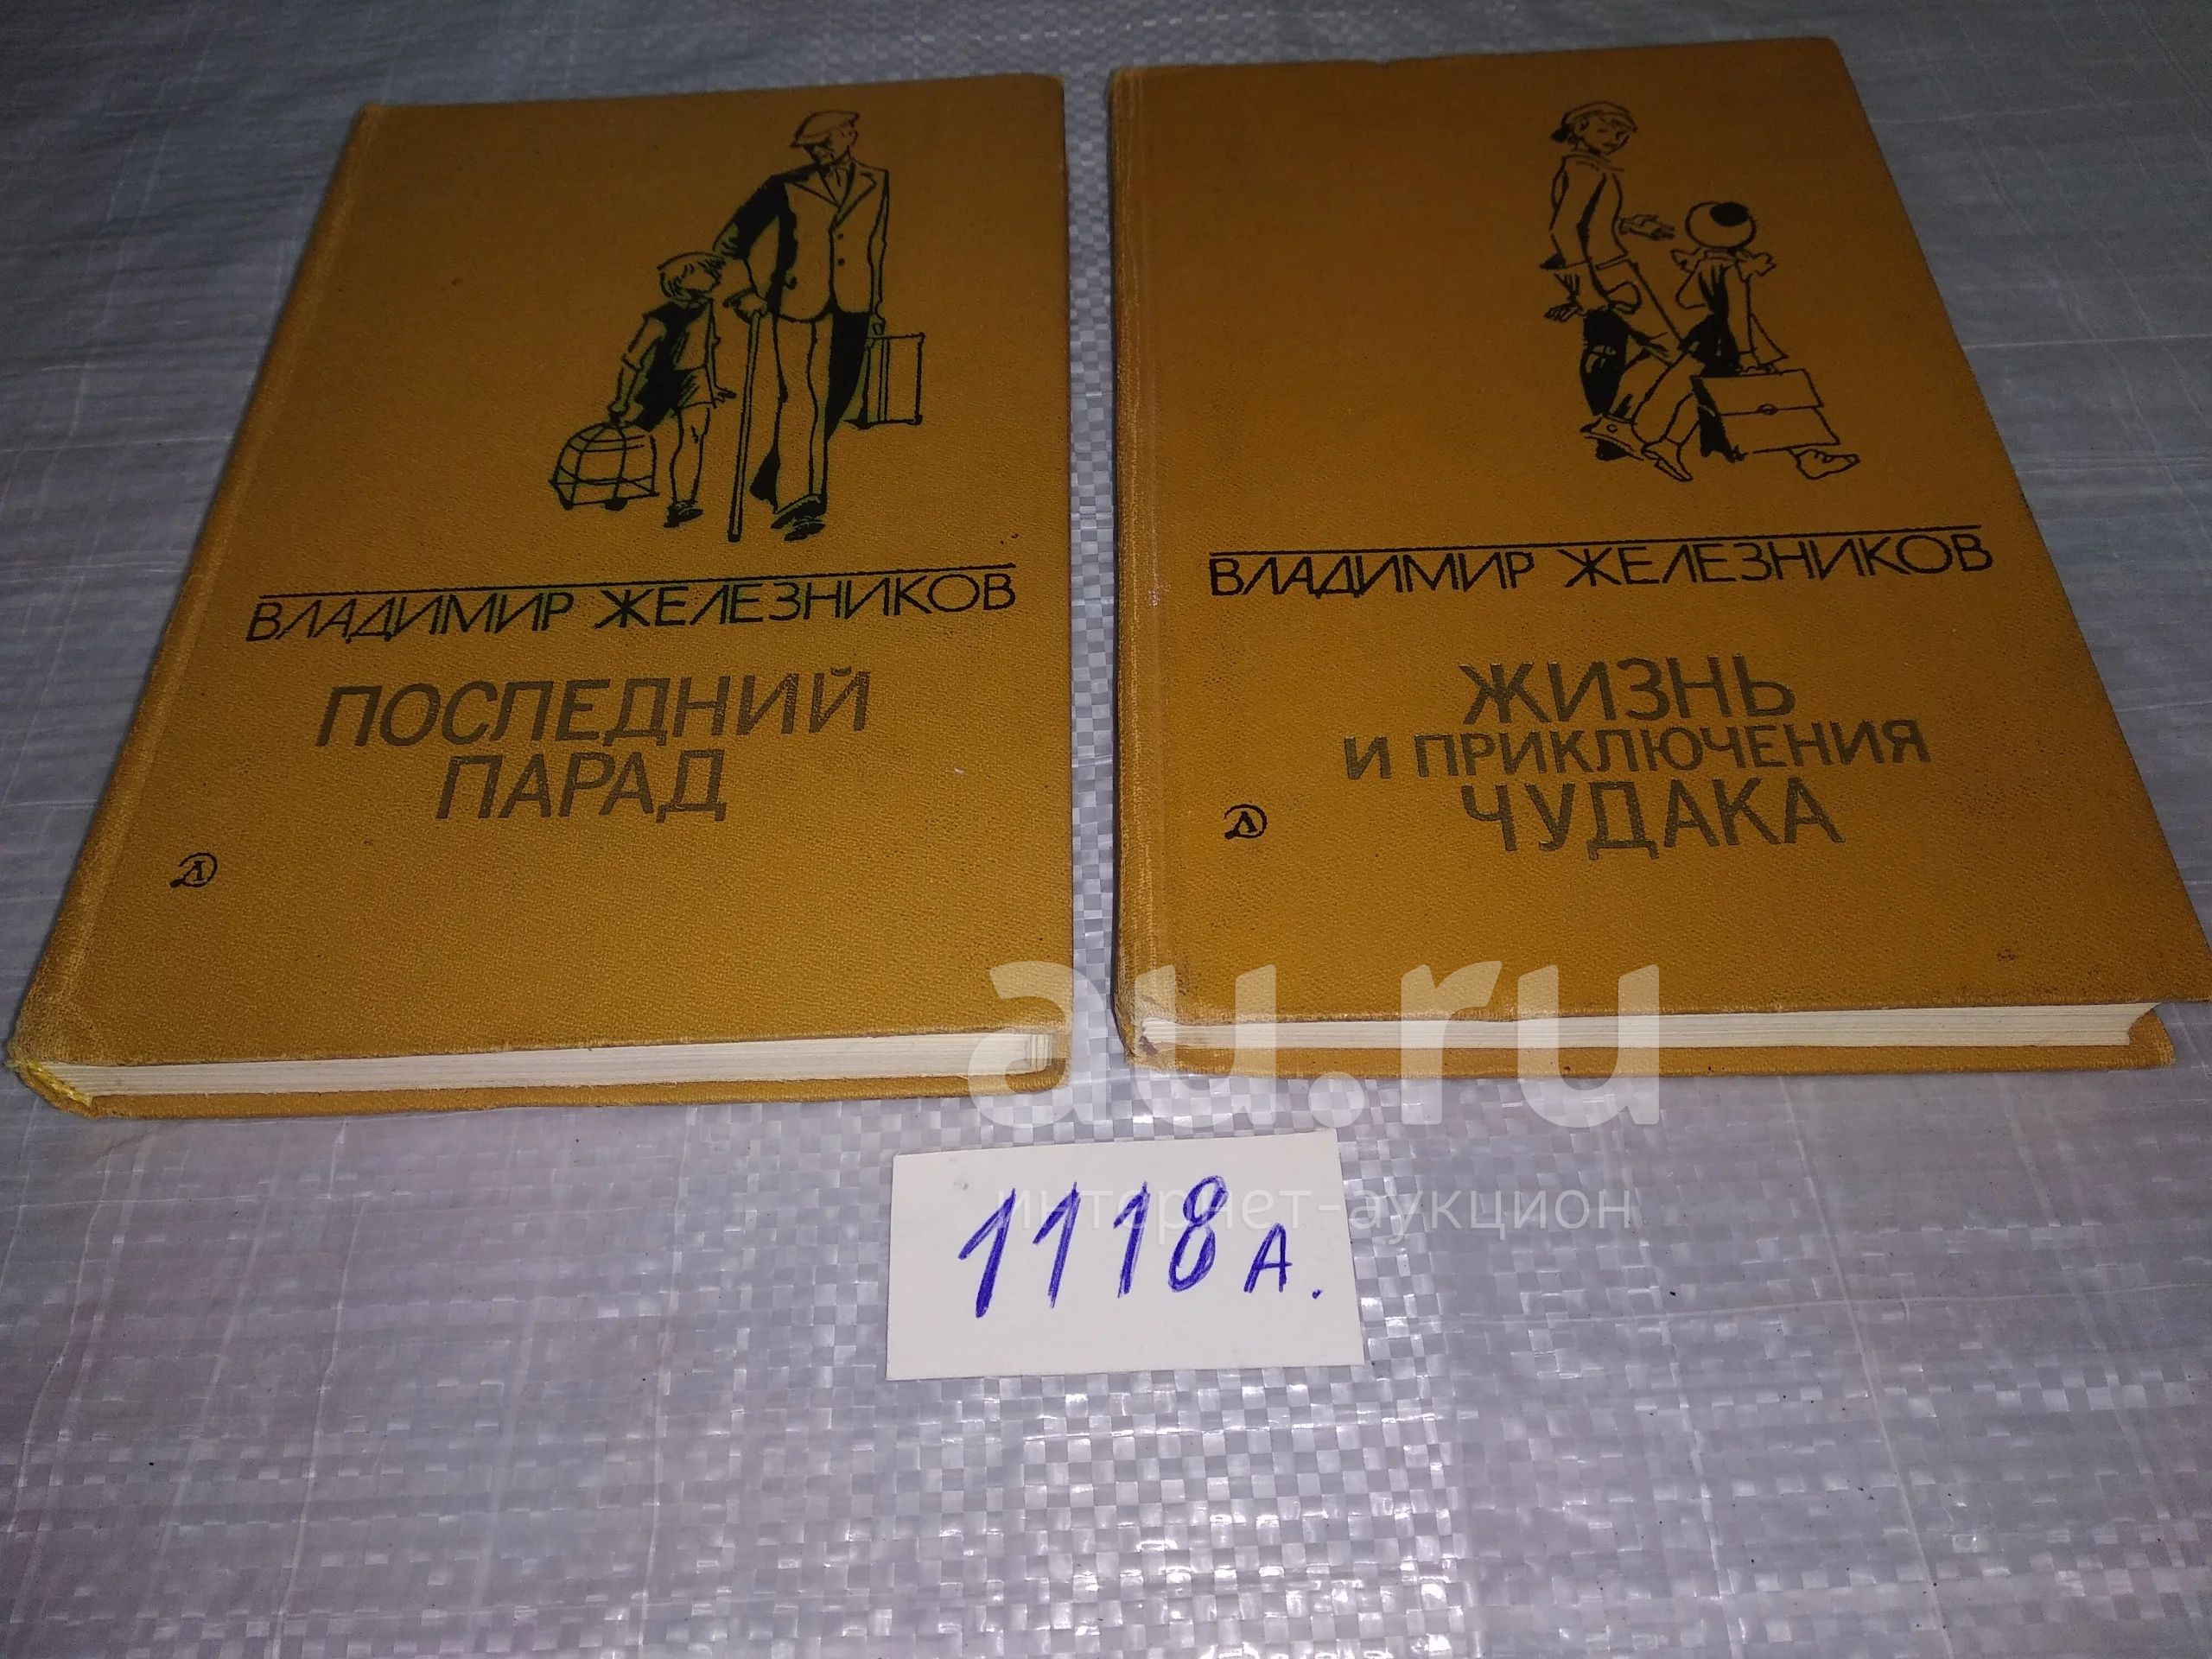 ВЛАДИМИР ЖЕЛЕЗНИКОВ
ПОСЛЕДНИЙ
ПАРАД
ВЛАДИМИР ЖЕЛЕЗНИКОВ
ЖИЗНЬ
И ПРИКЛЮЧЕНИЯ
ЧУДАКА
au.ru
интернет-аукцион
1118 А.